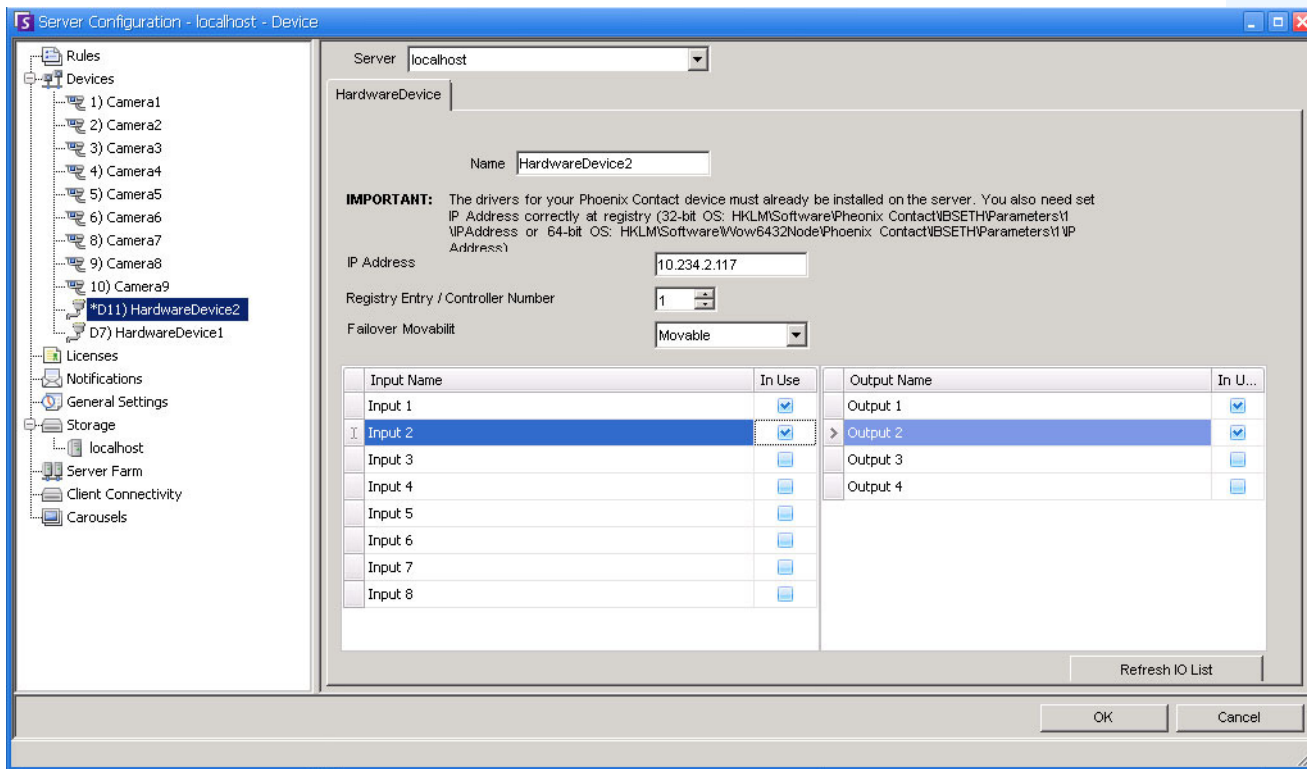 Server Configuration - localhost - Device
Rules
Devices
1) Camera1
2) Camera2
3) Camera3
4) Camera4
5) Camera5
6) Camera6
8) Camera7
9) Camera8
10) Camera9
*D11) HardwareDevice2
D7) HardwareDevice1
Licenses
Notifications
General Settings
Storage
localhost
Server Farm
Client Connectivity
Carousels
Server localhost
HardwareDevice
Name HardwareDevice2
IMPORTANT: The drivers for your Phoenix Contact device must already be installed on the server. You also need set
IP Address correctly at registry (32-bit OS: HKLM\Software\Pheonix Contact\IBSETH\Parameters\1
\IPAddress or 64-bit OS: HKLM\Software\Wow6432Node\Phoenix Contact\IBSETH\Parameters\1\IP
Address)
IP Address 10.234.2.117
Registry Entry / Controller Number 1
Failover Movabilit Movable
Input Name In Use Output Name In U...
Input 1 Output 1
Input 2 Output 2
Input 3 Output 3
Input 4 Output 4
Input 5
Input 6
Input 7
Input 8
Refresh IO List
OK Cancel